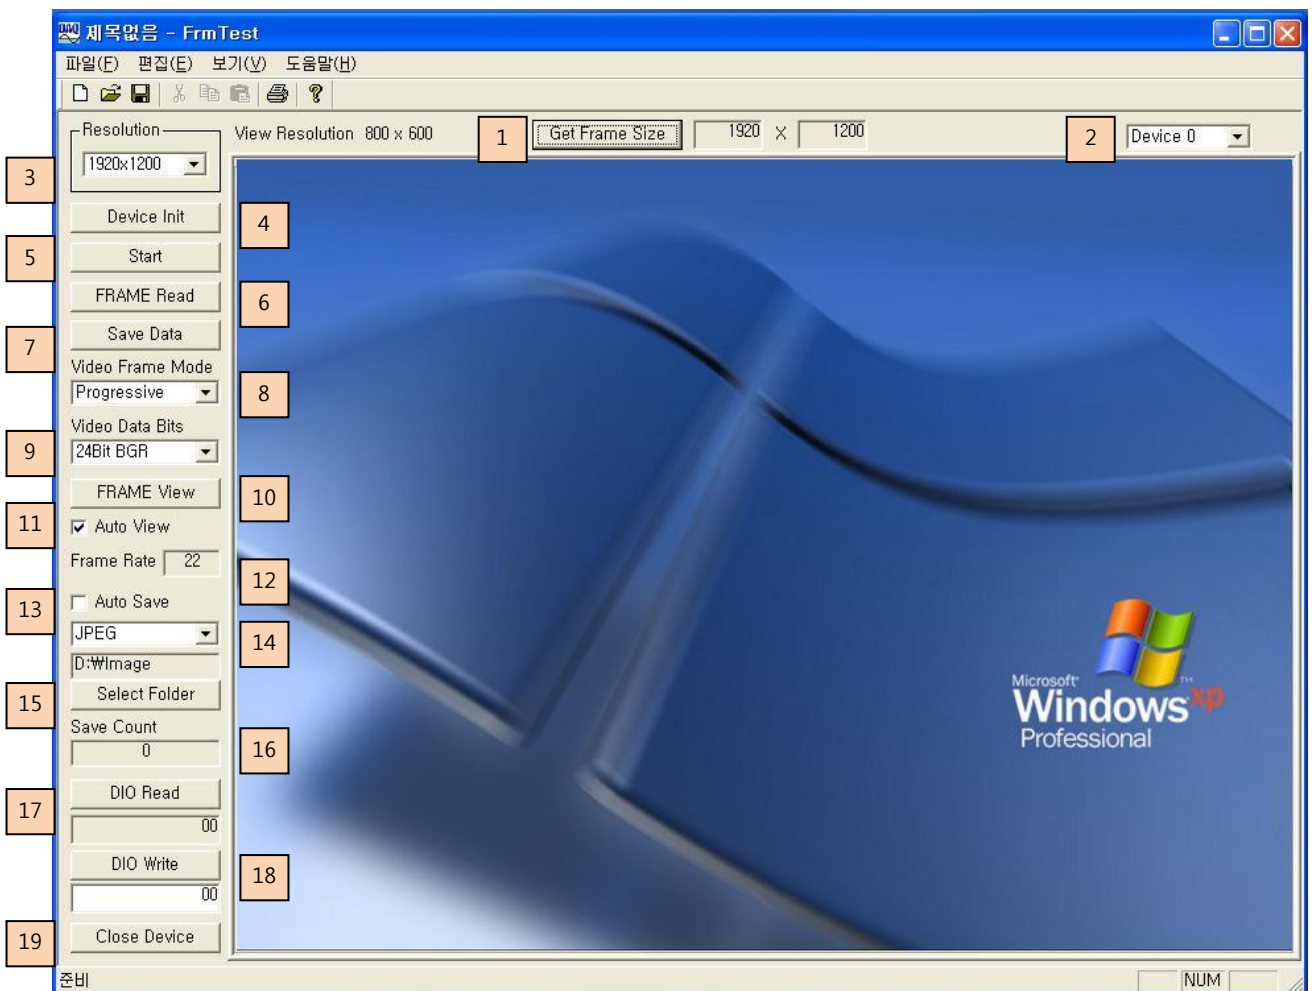 제목없음 - FrmTest
파일(F) 편집(E) 보기(V) 도움말(H)
Resolution
View Resolution 800 x 600
1
Get Frame Size
1920 X 1200
2
Device 0
3
1920x1200
Device Init
4
5
Start
FRAME Read
6
7
Save Data
Video Frame Mode
Progressive
8
Video Data Bits
9
24Bit BGR
FRAME View
10
11
Auto View
Frame Rate 22
12
13
Auto Save
JPEG
14
D:₩Image
15
Select Folder
Save Count
0
16
DIO Read
17
00
DIO Write
18
00
19
Close Device
Microsoft
Windows xp
TM
Professional
준비
NUM